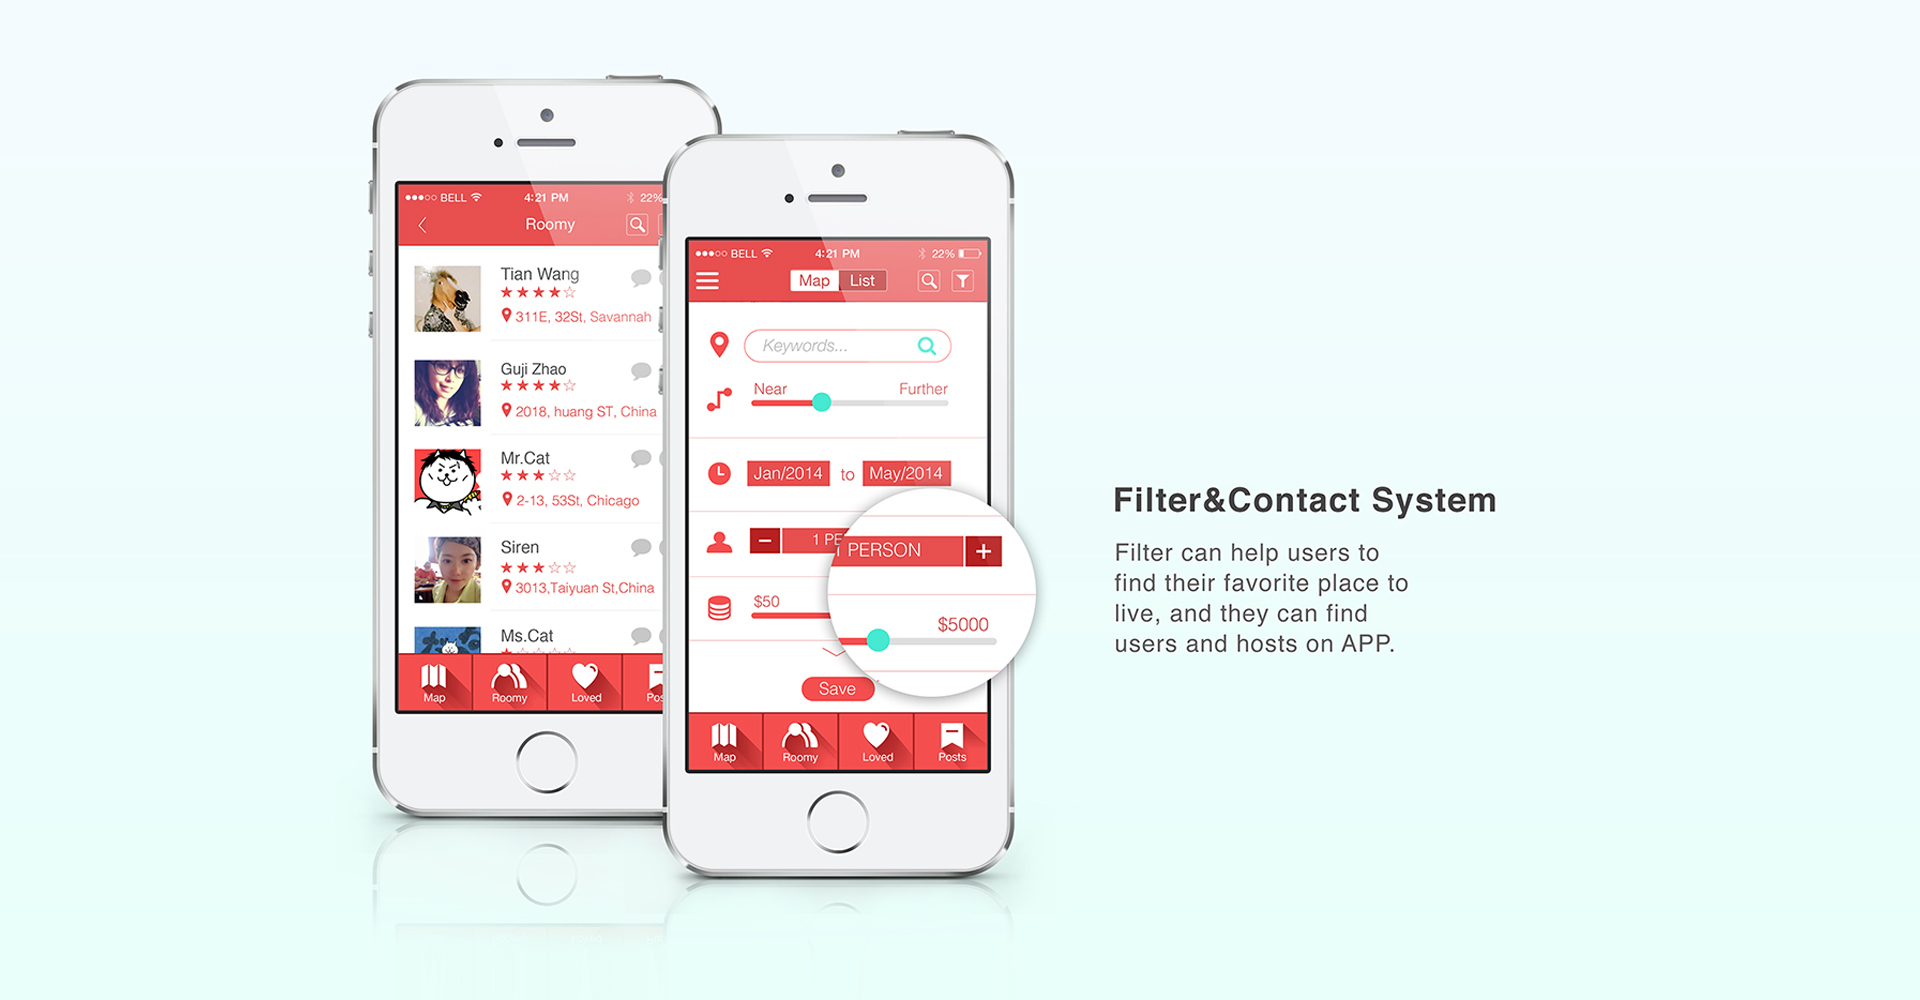 BELL
4:21 PM
22%
Roomy
Tian Wang
311E, 32St, Savannah
Guji Zhao
2018, huang ST, China
Mr.Cat
2-13, 53St, Chicago
Siren
3013,Taiyuan St,China
Ms.Cat
Map
Roomy
Loved
Pos
BELL
4:21 PM
22%
Map
List
Keywords...
Near
Further
Jan/2014
to
May/2014
1 PE
1 PERSON
+
$50
$5000
Save
Map
Roomy
Loved
Posts
Filter&Contact System
Filter can help users to
find their favorite place to
live, and they can find
users and hosts on APP.